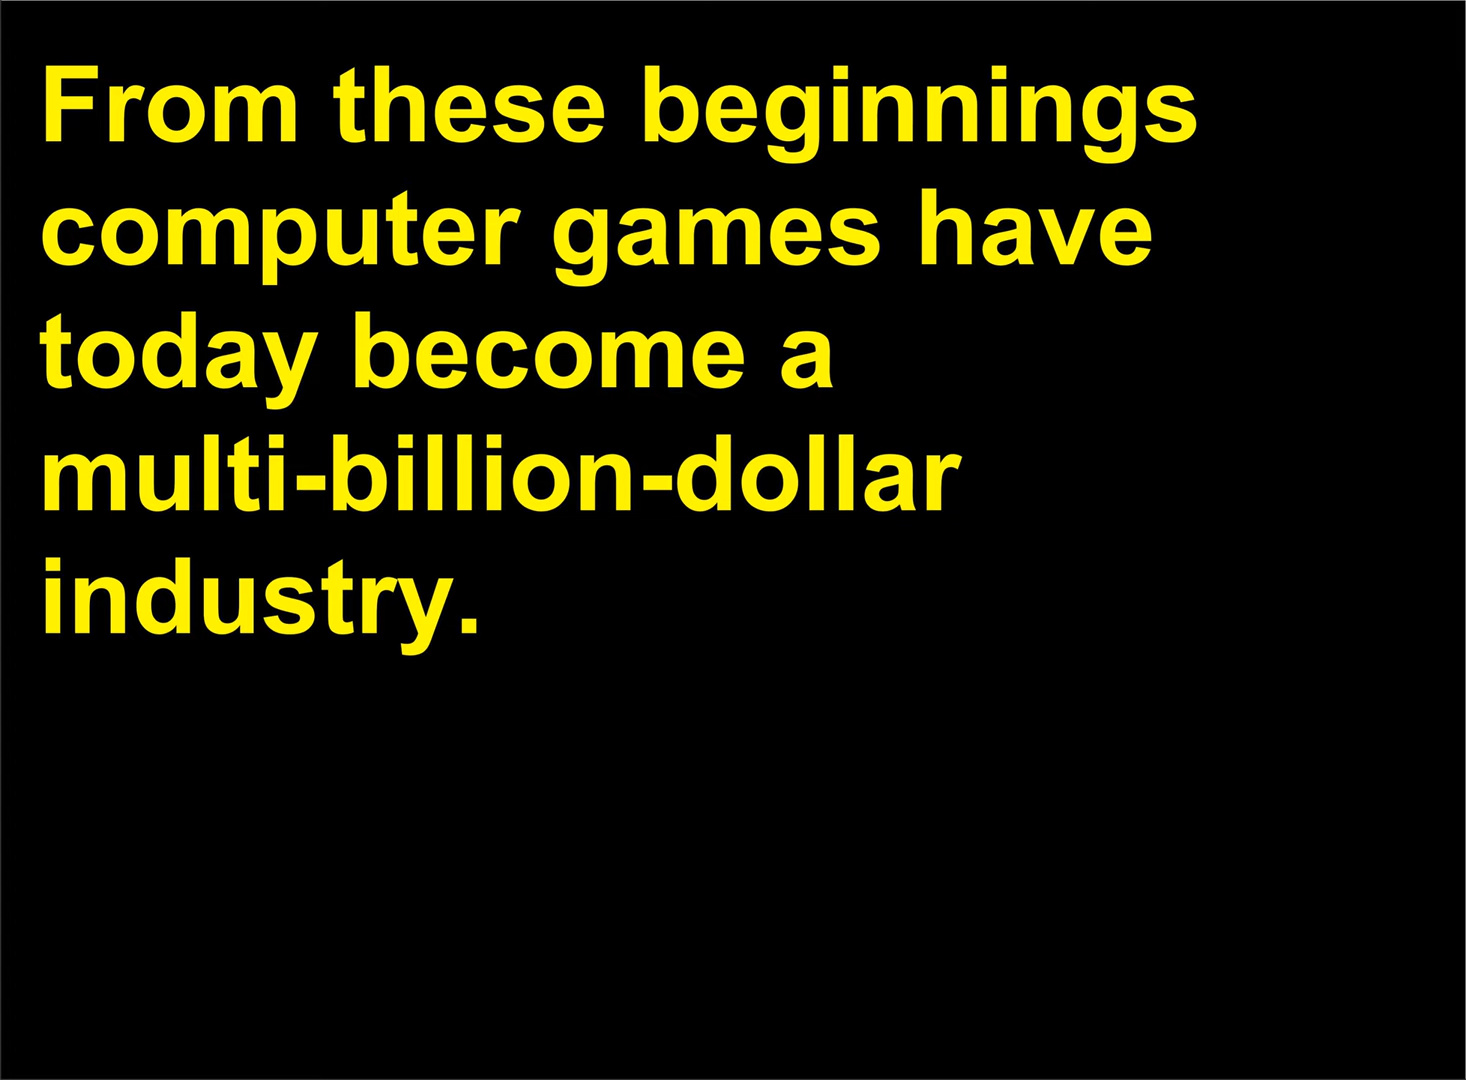 From these beginnings
computer games have
today become a
multi-billion-dollar
industry.